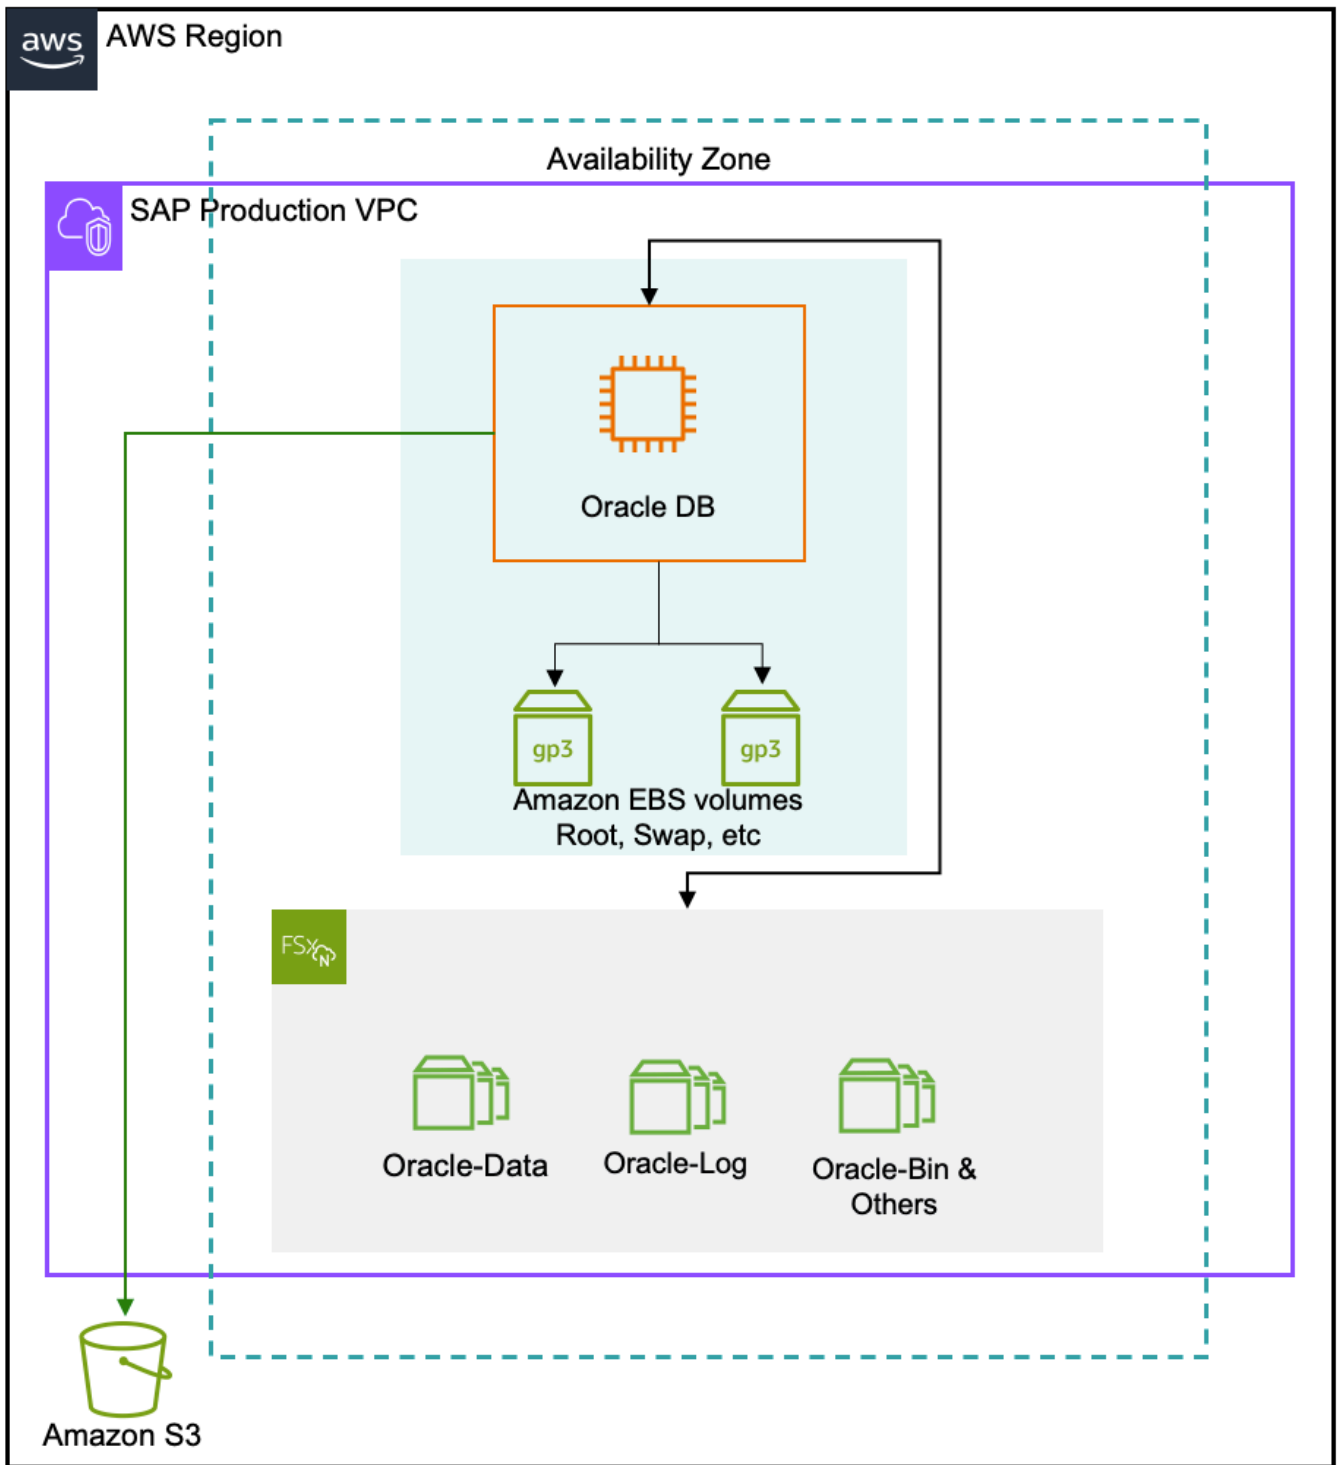 aws
AWS Region
Availability Zone
SAP Production VPC
Oracle DB
gp3
gp3
Amazon EBS volumes
Root, Swap, etc
FSx
N
Oracle-Data
Oracle-Log
Oracle-Bin &
Others
Amazon S3